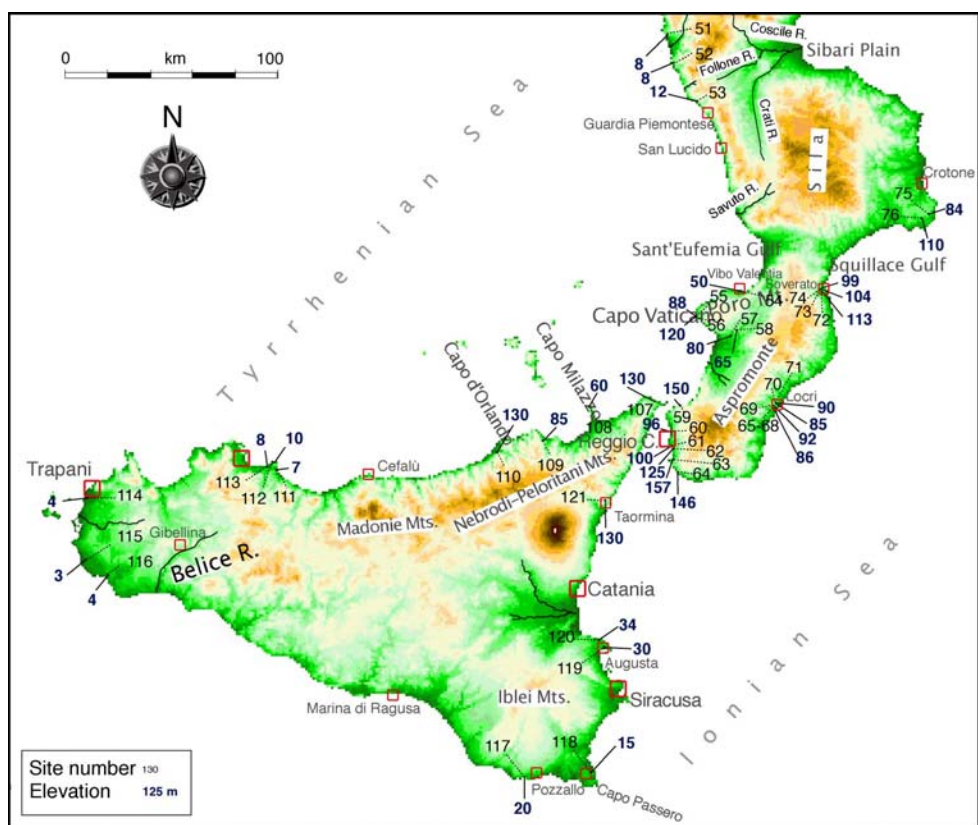 0 km 100
N
Tyrrhenian Sea
51
Coscile R.
Sibari Plain
8
52
8
Follone R.
12
53
Guardia Piemontese
Crati R.
San Lucido
Sila
Crotone
75
84
Savuto R.
76
110
Sant'Eufemia Gulf
Squillace Gulf
Vibo Valentia
50
55
54
Soverato
74
99
88
Poro Mt.
73
104
Capo Vaticano
57
72
113
120
56
58
80
65
71
Aspromonte
70
Locri
69
90
65-68
85
92
86
Capo d'Orlando
Capo Milazzo
60
130
150
107
59
96
60
130
85
108
Reggio C.
61
100
62
125
63
157
64
146
109
110
Nebrodi-Peloritani Mts.
8
10
7
Trapani
113
112
111
Cefalù
4
114
Madonie Mts.
121
Taormina
130
115
Gibellina
116
Belice R.
3
4
Catania
34
120
30
119
Augusta
Ionian Sea
Iblei Mts.
Siracusa
Marina di Ragusa
117
118
15
Pozzallo
Capo Passero
20
Site number 130
Elevation 125 m